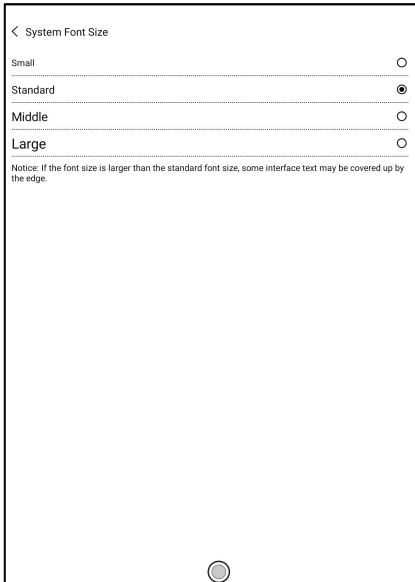 System Font Size
Small
Standard
Middle
Large
Notice: If the font size is larger than the standard font size, some interface text may be covered up by
the edge.